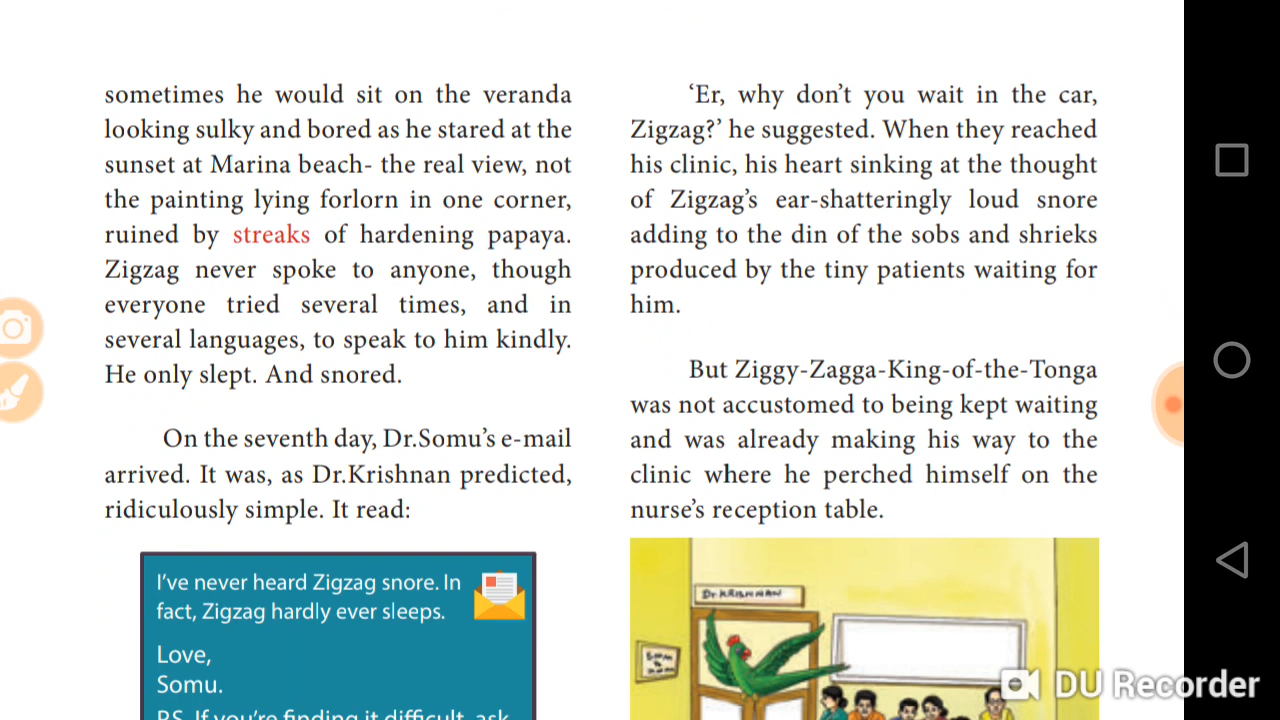 sometimes he would sit on the veranda
looking sulky and bored as he stared at the
sunset at Marina beach- the real view, not
the painting lying forlorn in one corner,
ruined by streaks of hardening papaya.
Zigzag never spoke to anyone, though
everyone tried several times, and in
several languages, to speak to him kindly.
He only slept. And snored.
On the seventh day, Dr.Somu’s e-mail
arrived. It was, as Dr.Krishnan predicted,
ridiculously simple. It read:
I’ve never heard Zigzag snore. In
fact, Zigzag hardly ever sleeps.
Love,
Somu.
P.S. If you’re finding it difficult, ask
‘Er, why don’t you wait in the car,
Zigzag?’ he suggested. When they reached
his clinic, his heart sinking at the thought
of Zigzag’s ear-shatteringly loud snore
adding to the din of the sobs and shrieks
produced by the tiny patients waiting for
him.
But Ziggy-Zagga-King-of-the-Tonga
was not accustomed to being kept waiting
and was already making his way to the
clinic where he perched himself on the
nurse’s reception table.
Dr KRISHNAN
DU Recorder